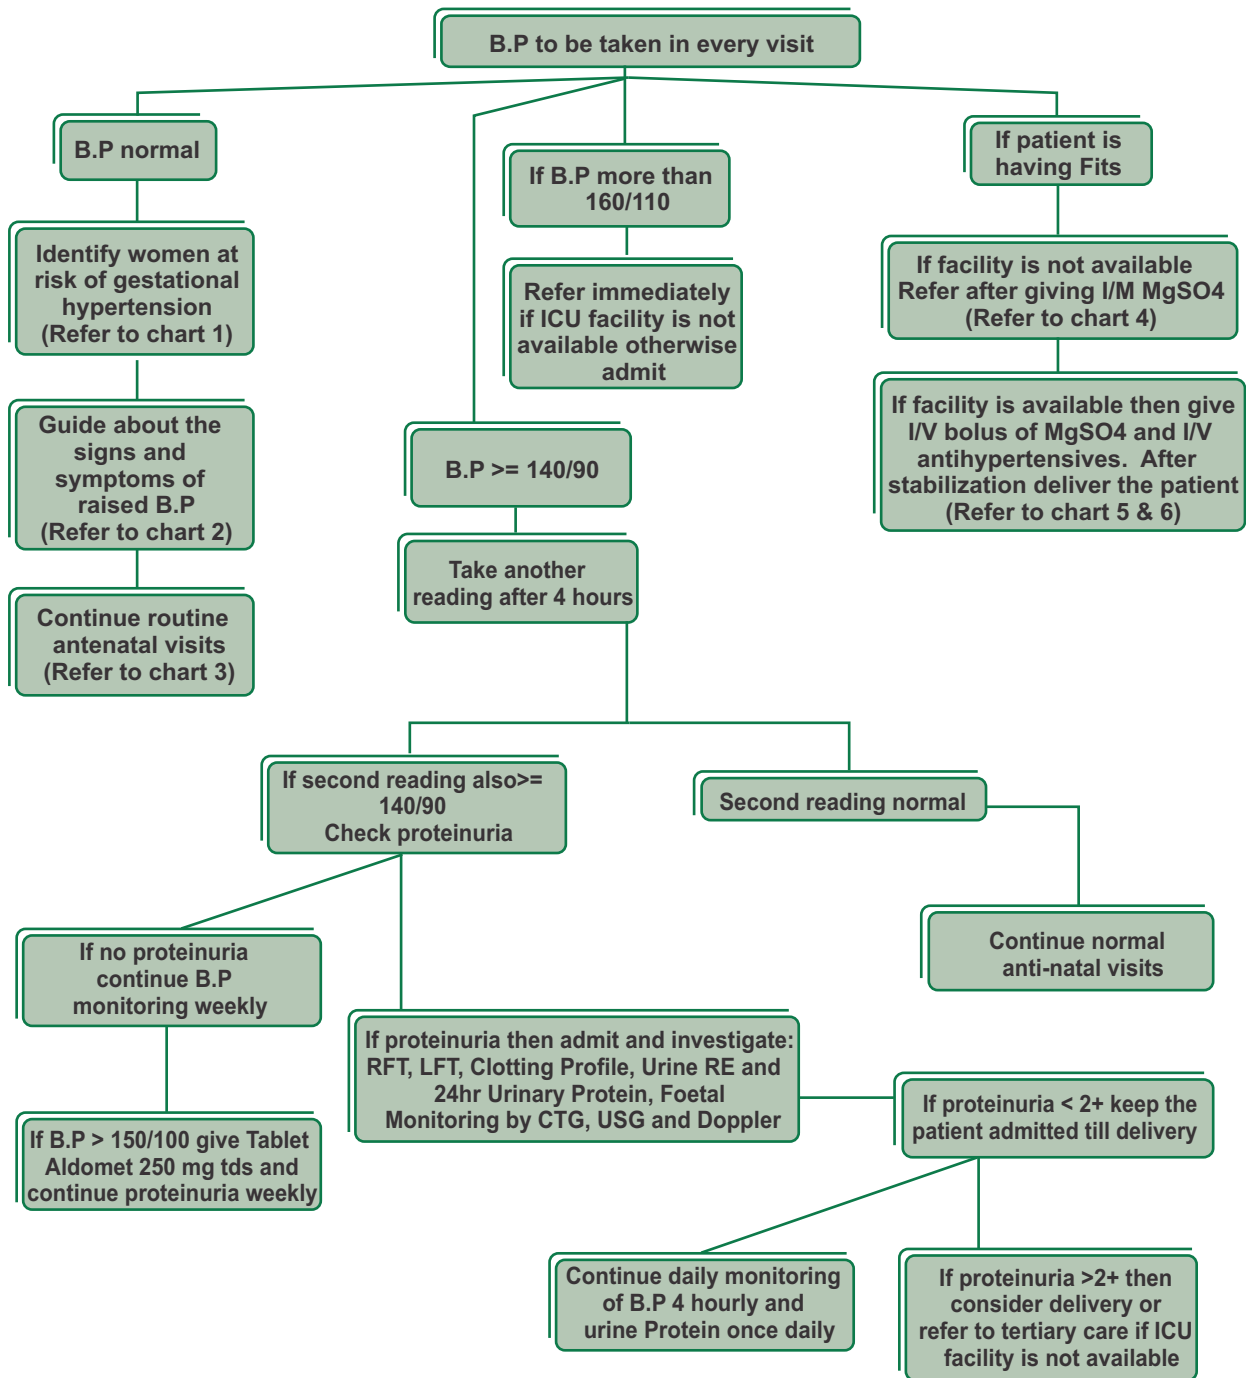 B.P to be taken in every visit
B.P normal
Identify women at
risk of gestational
hypertension
(Refer to chart 1)
Guide about the
signs and
symptoms of
raised B.P
(Refer to chart 2)
Continue routine
antenatal visits
(Refer to chart 3)
If B.P more than
160/110
Refer immediately
if ICU facility is not
available otherwise
admit
If patient is
having Fits
If facility is not available
Refer after giving I/M MgSO4
(Refer to chart 4)
If facility is available then give
I/V bolus of MgSO4 and I/V
antihypertensives. After
stabilization deliver the patient
(Refer to chart 5 & 6)
B.P >= 140/90
Take another
reading after 4 hours
If second reading also>=
140/90
Check proteinuria
Second reading normal
Continue normal
anti-natal visits
If no proteinuria
continue B.P
monitoring weekly
If B.P > 150/100 give Tablet
Aldomet 250 mg tds and
continue proteinuria weekly
If proteinuria then admit and investigate:
RFT, LFT, Clotting Profile, Urine RE and
24hr Urinary Protein, Foetal
Monitoring by CTG, USG and Doppler
If proteinuria < 2+ keep the
patient admitted till delivery
Continue daily monitoring
of B.P 4 hourly and
urine Protein once daily
If proteinuria >2+ then
consider delivery or
refer to tertiary care if ICU
facility is not available